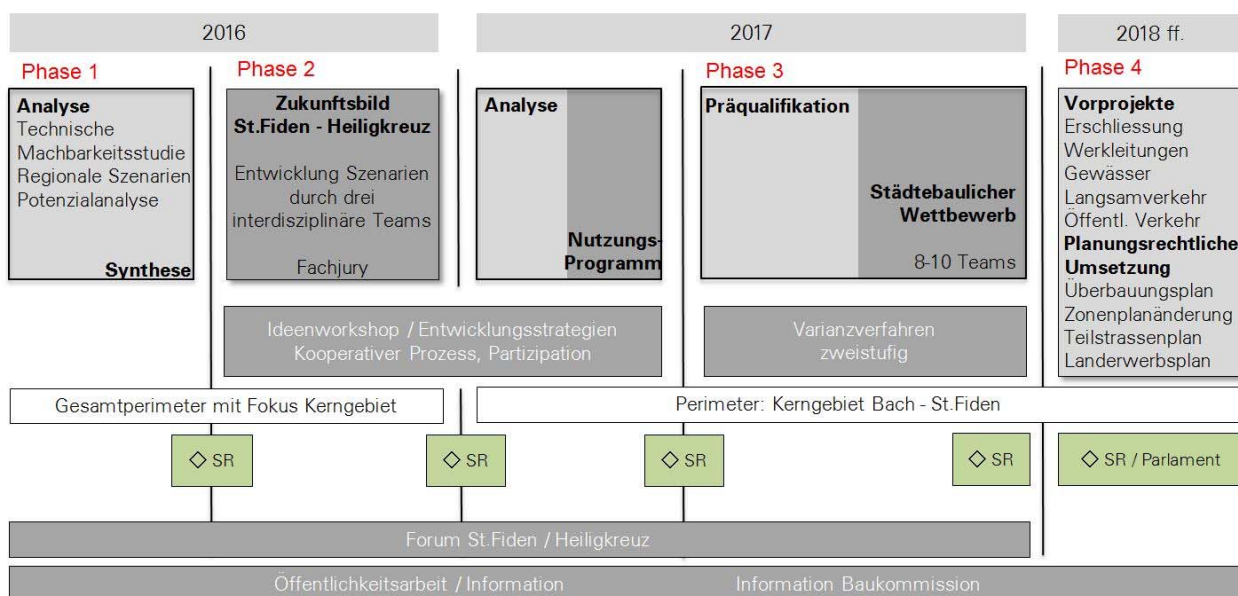 2016
2017
2018 ff.
Phase 1
Phase 2
Phase 3
Phase 4
Analyse
Technische
Machbarkeitsstudie
Regionale Szenarien
Potenzialanalyse
Synthese
Zukunftsbild
St.Fiden - Heiligkreuz
Entwicklung Szenarien
durch drei
interdisziplinäre Teams
Fachjury
Analyse
Nutzungs-
Programm
Präqualifikation
Städtebaulicher
Wettbewerb
8-10 Teams
Vorprojekte
Erschliessung
Werkleitungen
Gewässer
Langsamverkehr
Öffentl. Verkehr
Planungsrechtliche
Umsetzung
Überbauungsplan
Zonenplanänderung
Teilstrassenplan
Landerwerbsplan
Ideenworkshop / Entwicklungsstrategien
Kooperativer Prozess, Partizipation
Varianzverfahren
zweistufig
Gesamtperimeter mit Fokus Kerngebiet
Perimeter: Kerngebiet Bach - St.Fiden
◇ SR
◇ SR
◇ SR
◇ SR
◇ SR / Parlament
Forum St.Fiden / Heiligkreuz
Öffentlichkeitsarbeit / Information
Information Baukommission